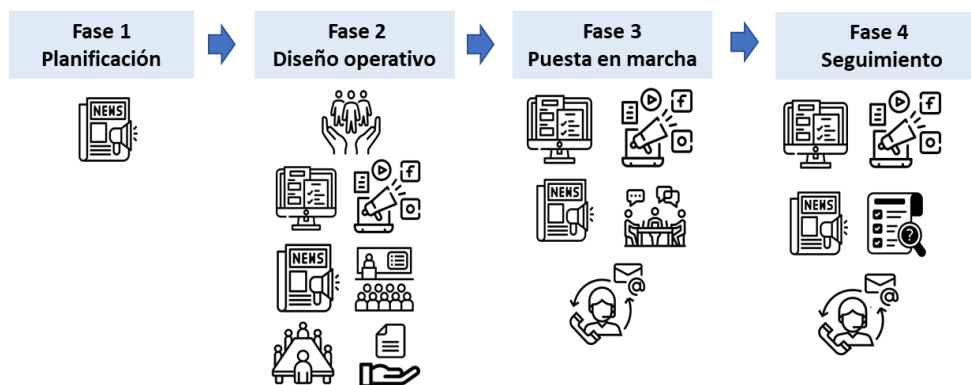 Fase 1
Planificación
Fase 2
Diseño operativo
Fase 3
Puesta en marcha
Fase 4
Seguimiento
NEWS
f
@
NEWS
f
NEWS
@
f
NEWS
?
@